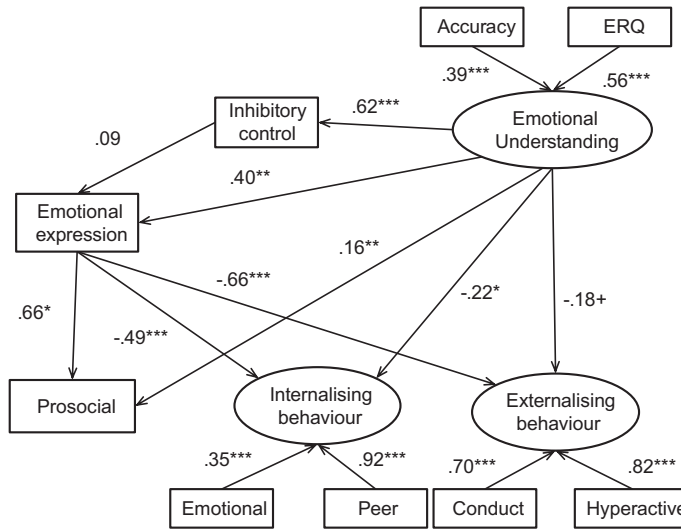 Accuracy
ERQ
.39***
.56***
Inhibitory
control
.62***
Emotional
Understanding
.09
.40**
Emotional
expression
.16**
-.66***
-.22*
-.18+
.66*
-.49***
Prosocial
Internalising
behaviour
Externalising
behaviour
.35***
.92***
.70***
.82***
Emotional
Peer
Conduct
Hyperactive